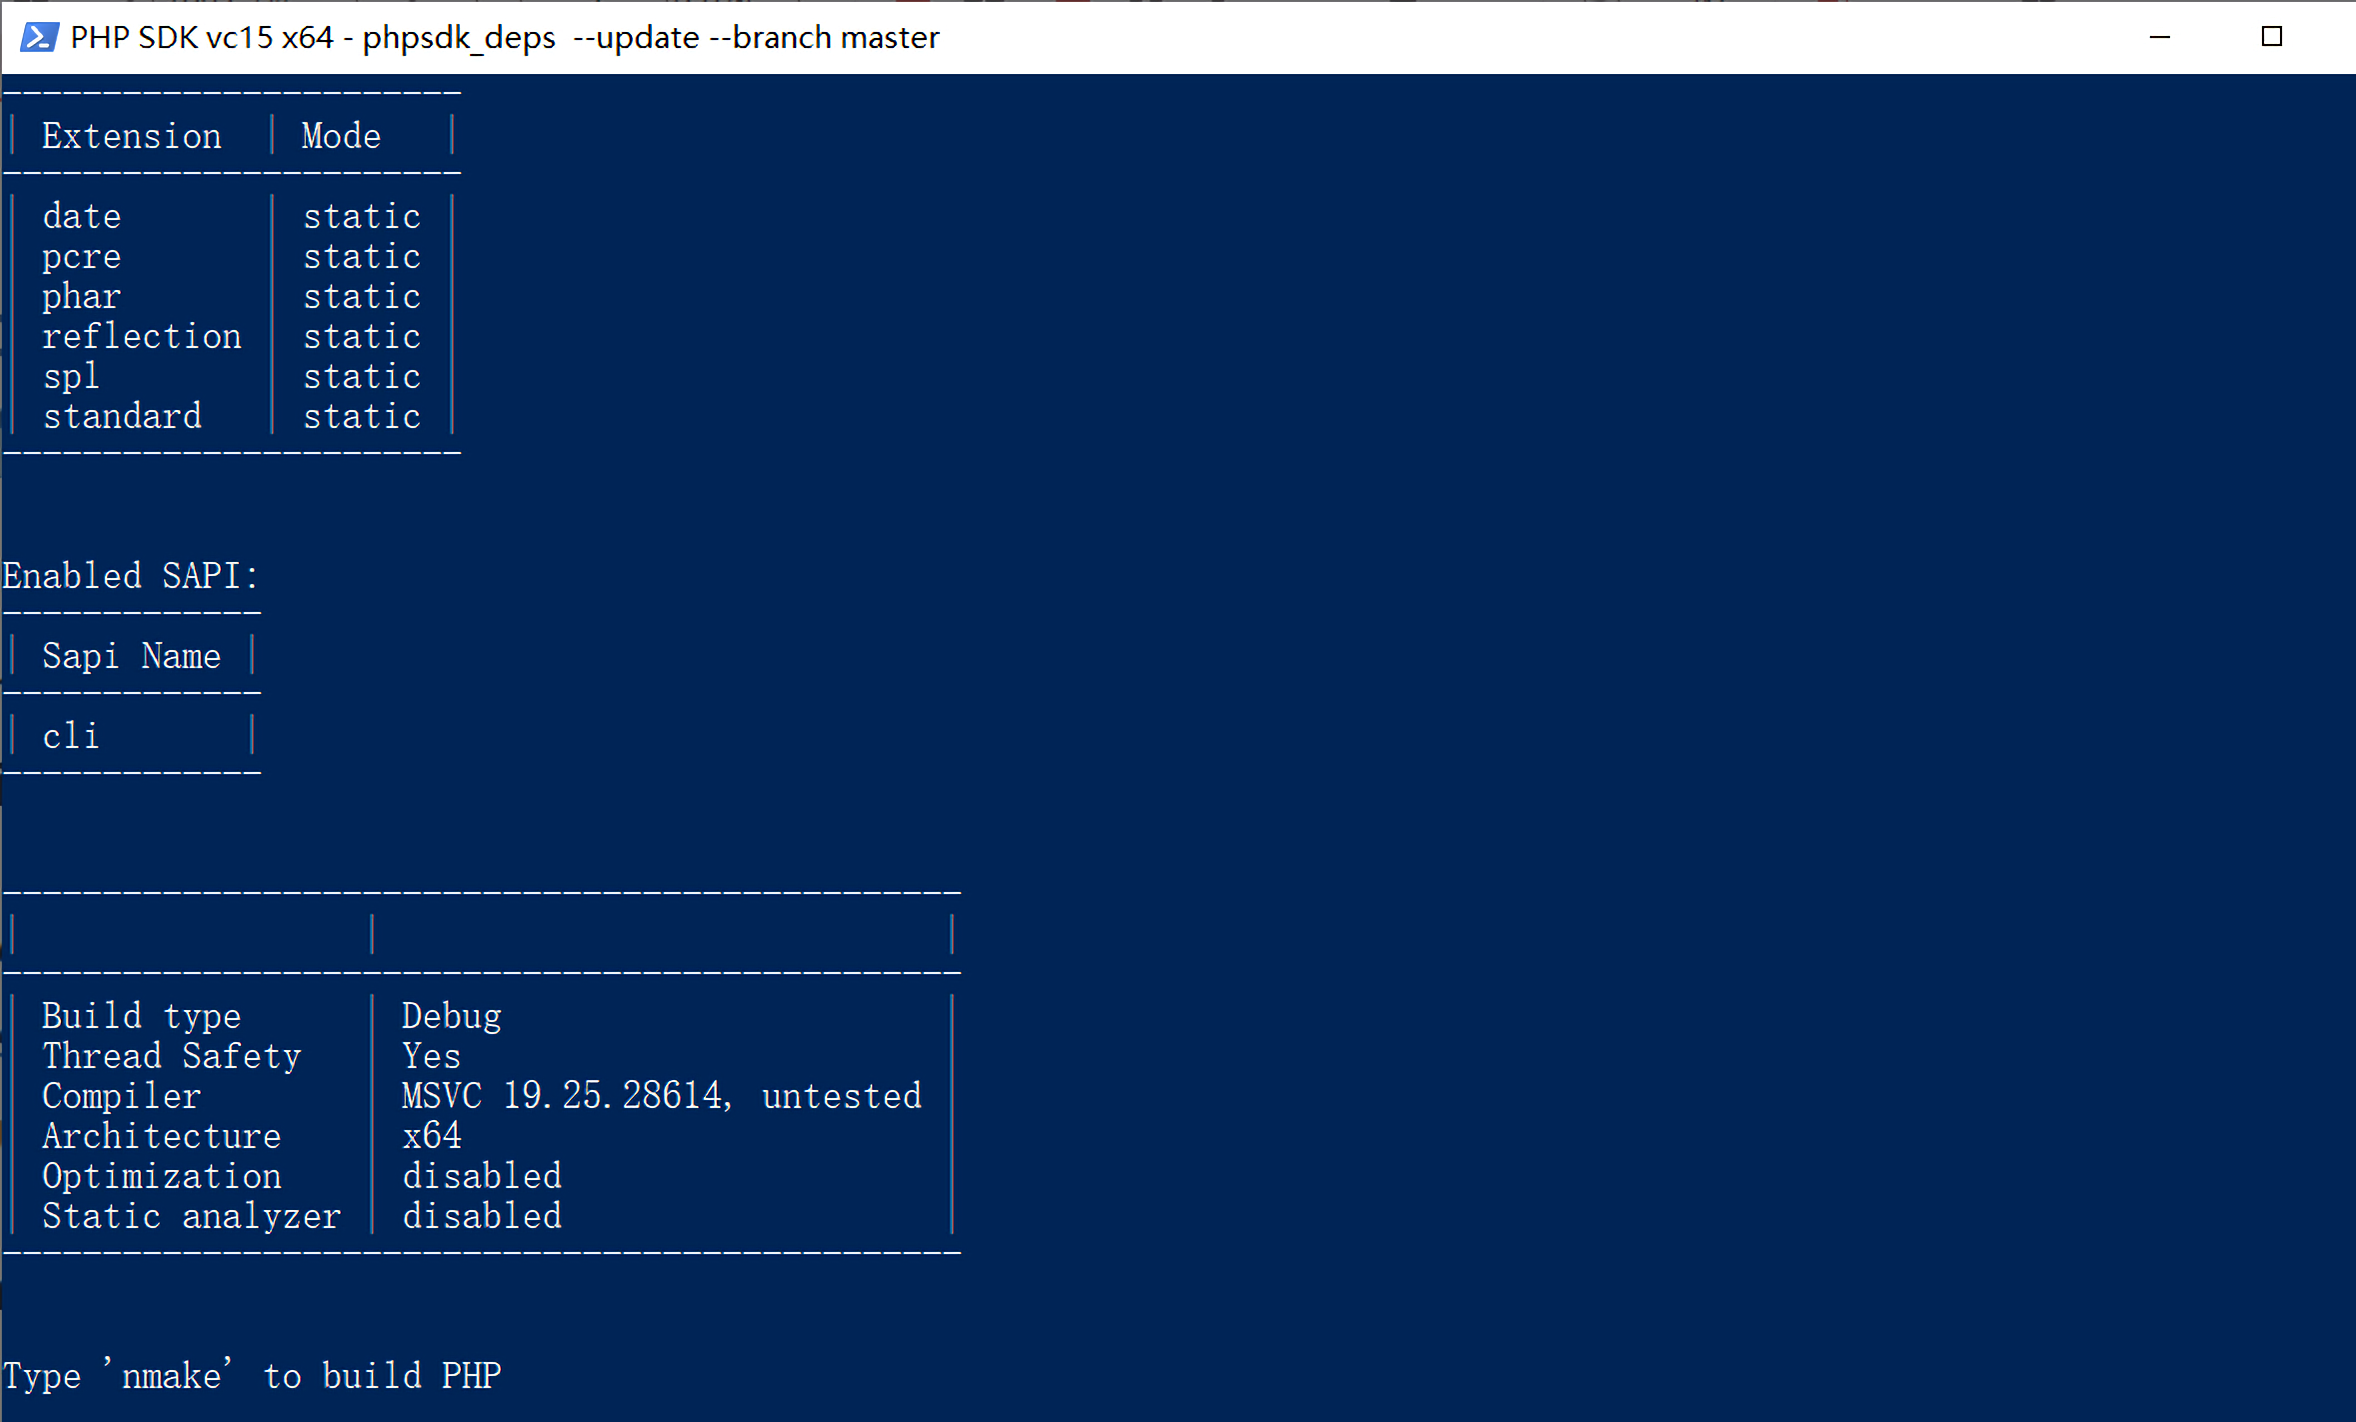 PHP SDK vc15 x64 - phpsdk_deps  --update --branch master
-----------------------
| Extension  | Mode   |
-----------------------
| date       | static |
| pcre       | static |
| phar       | static |
| reflection | static |
| spl        | static |
| standard   | static |
-----------------------
Enabled SAPI:
-------------
| Sapi Name |
-------------
| cli       |
-------------
------------------------------------------------
|                 |                            |
------------------------------------------------
| Build type      | Debug                      |
| Thread Safety   | Yes                        |
| Compiler        | MSVC 19.25.28614, untested |
| Architecture    | x64                        |
| Optimization    | disabled                   |
| Static analyzer | disabled                   |
------------------------------------------------
Type 'nmake' to build PHP